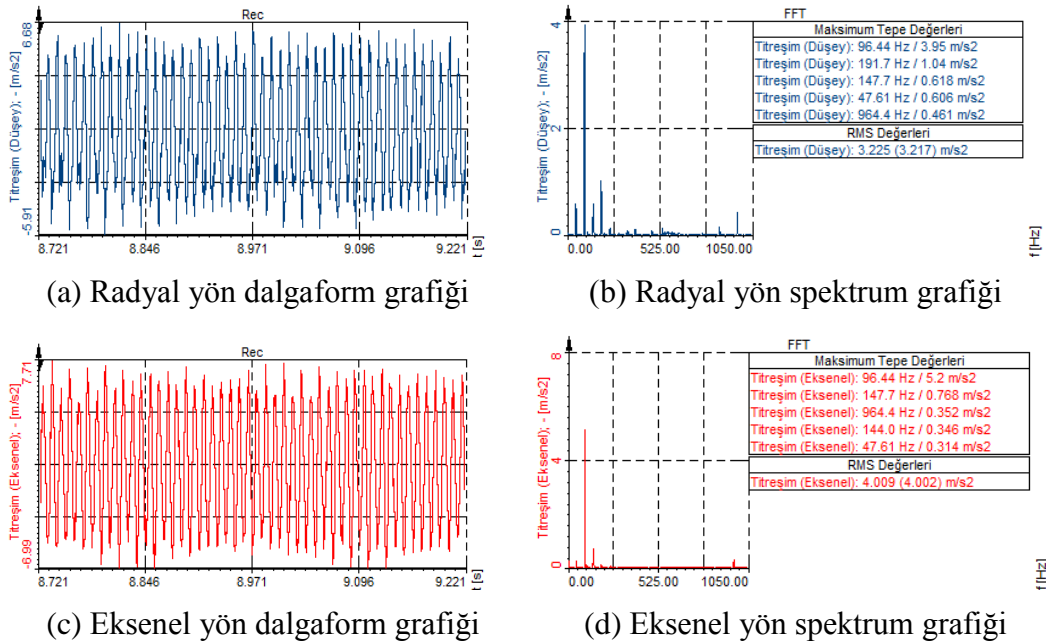 Rec
6.68
Titreşim (Düşey); - [m/s2]
-5.91
8.721 8.846 8.971 9.096 9.221
t [s]
(a) Radyal yön dalgaform grafiği
FFT
4
2
0
Titreşim (Düşey); - [m/s2]
Maksimum Tepe Değerleri
Titreşim (Düşey): 96.44 Hz / 3.95 m/s2
Titreşim (Düşey): 191.7 Hz / 1.04 m/s2
Titreşim (Düşey): 147.7 Hz / 0.618 m/s2
Titreşim (Düşey): 47.61 Hz / 0.606 m/s2
Titreşim (Düşey): 964.4 Hz / 0.461 m/s2
RMS Değerleri
Titreşim (Düşey): 3.225 (3.217) m/s2
0.00 525.00 1050.00
f [Hz]
(b) Radyal yön spektrum grafiği
Rec
7.71
Titreşim (Eksenel); - [m/s2]
-6.99
8.721 8.846 8.971 9.096 9.221
t [s]
(c) Eksenel yön dalgaform grafiği
FFT
8
4
0
Titreşim (Eksenel); - [m/s2]
Maksimum Tepe Değerleri
Titreşim (Eksenel): 96.44 Hz / 5.2 m/s2
Titreşim (Eksenel): 147.7 Hz / 0.768 m/s2
Titreşim (Eksenel): 964.4 Hz / 0.352 m/s2
Titreşim (Eksenel): 144.0 Hz / 0.346 m/s2
Titreşim (Eksenel): 47.61 Hz / 0.314 m/s2
RMS Değerleri
Titreşim (Eksenel): 4.009 (4.002) m/s2
0.00 525.00 1050.00
f [Hz]
(d) Eksenel yön spektrum grafiği